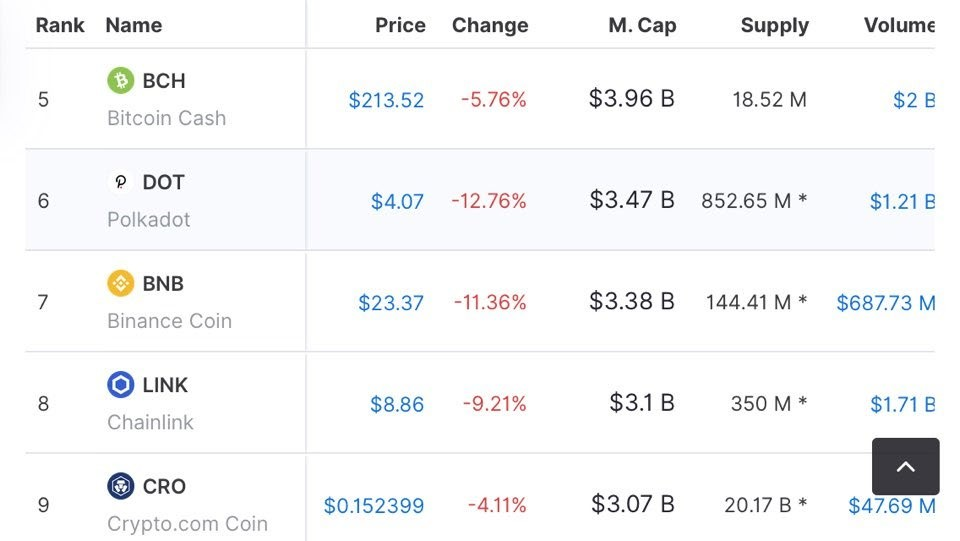 Rank Name Price Change M. Cap Supply Volume
5 BCH $213.52 -5.76% $3.96 B 18.52 M $2 B
Bitcoin Cash
6 DOT $4.07 -12.76% $3.47 B 852.65 M * $1.21 B
Polkadot
7 BNB $23.37 -11.36% $3.38 B 144.41 M * $687.73 M
Binance Coin
8 LINK $8.86 -9.21% $3.1 B 350 M * $1.71 B
Chainlink
9 CRO $0.152399 -4.11% $3.07 B 20.17 B * $47.69 M
Crypto.com Coin